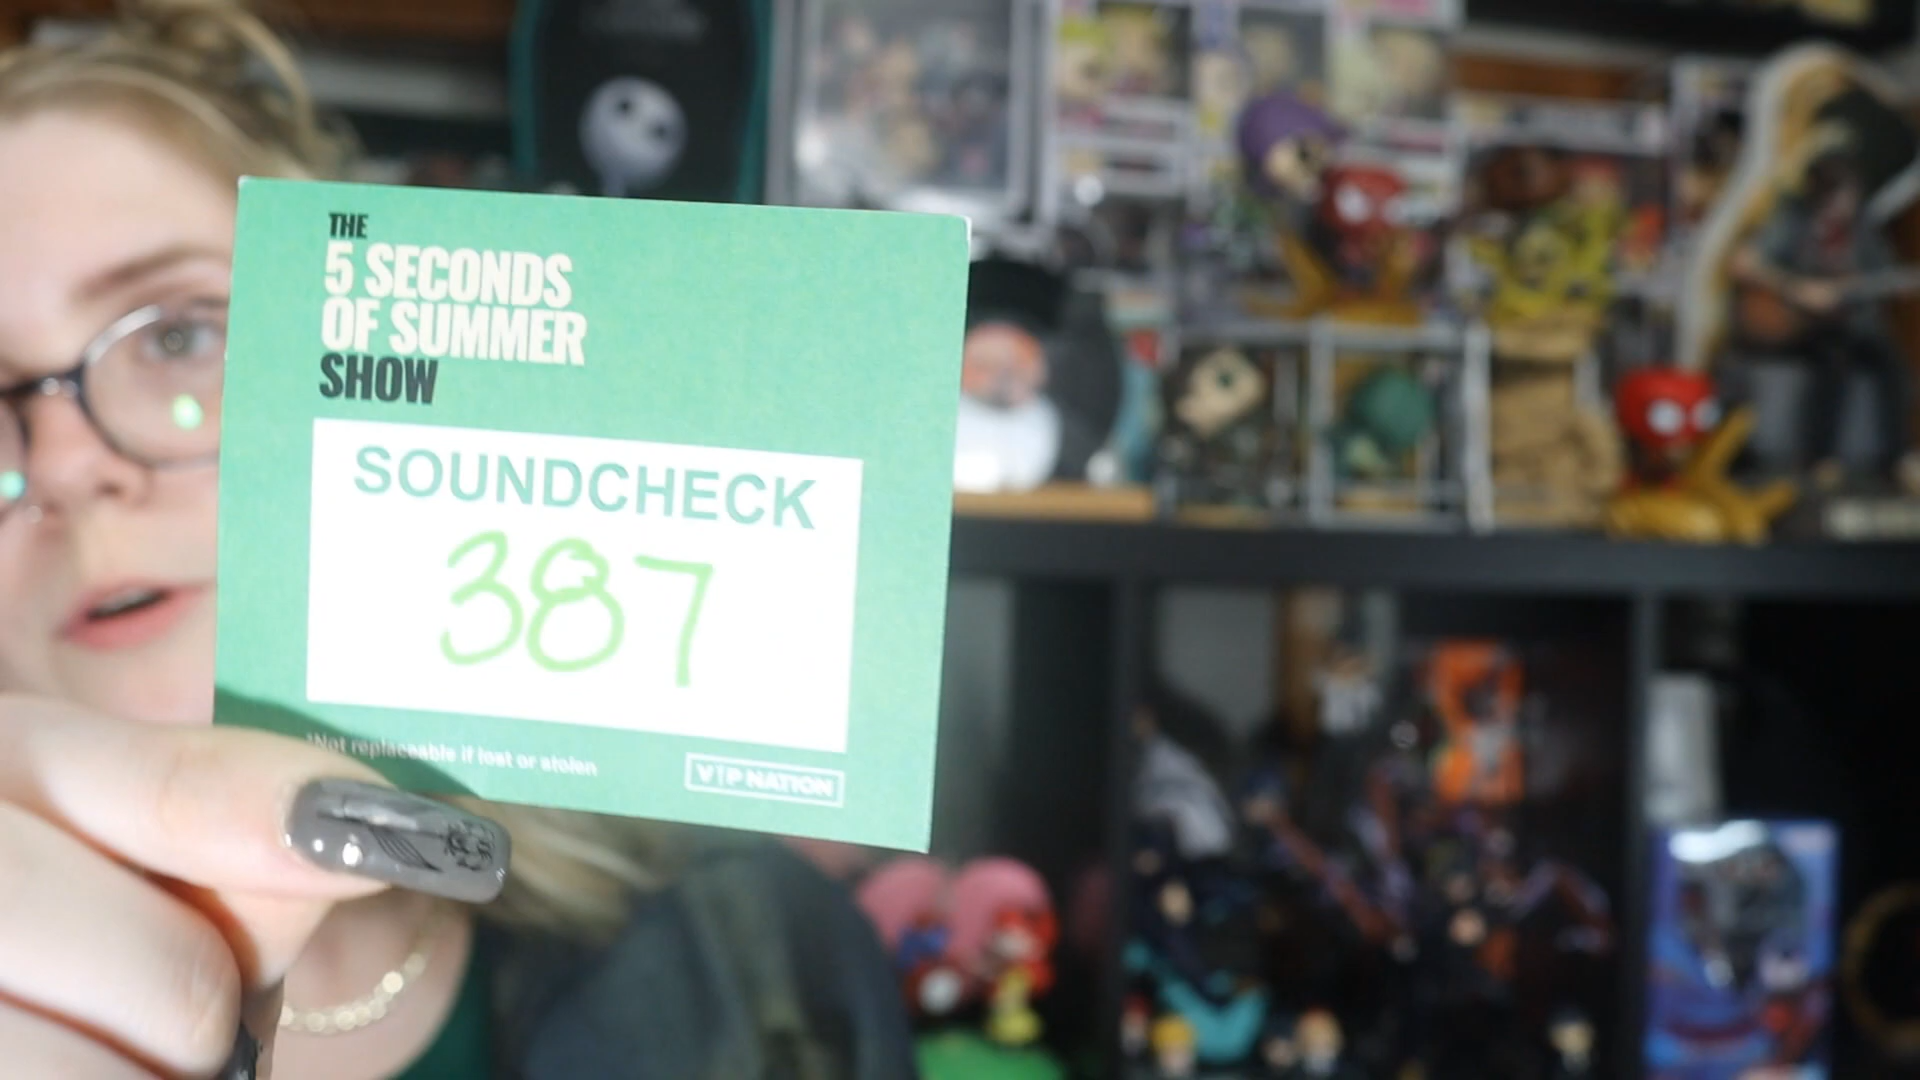 THE
5 SECONDS
OF SUMMER
SHOW
SOUNDCHECK
387
*Not replaceable if lost or stolen
VIP NATION